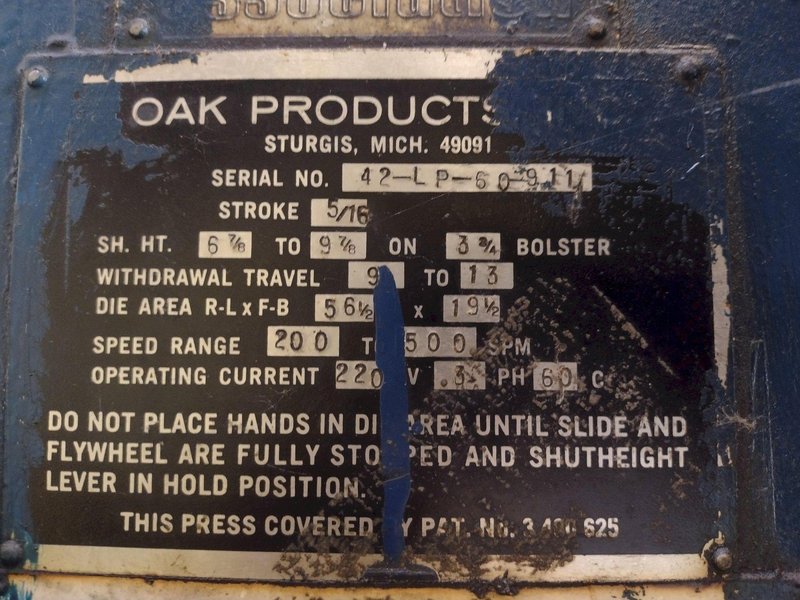 OAK PRODUCTS
STURGIS, MICH. 49091
SERIAL NO. 42-LP-60-911
STROKE 5/16
SH. HT. 6 7/8 TO 9 7/8 ON 3 3/4 BOLSTER
WITHDRAWAL TRAVEL 9 TO 13
DIE AREA R-L x F-B 56 1/2 x 19 1/2
SPEED RANGE 200 TO 500 SPM
OPERATING CURRENT 220 V 3 PH 60 C
DO NOT PLACE HANDS IN DIE AREA UNTIL SLIDE AND
FLYWHEEL ARE FULLY STOPPED AND SHUTHEIGHT
LEVER IN HOLD POSITION.
THIS PRESS COVERED BY PAT. No.